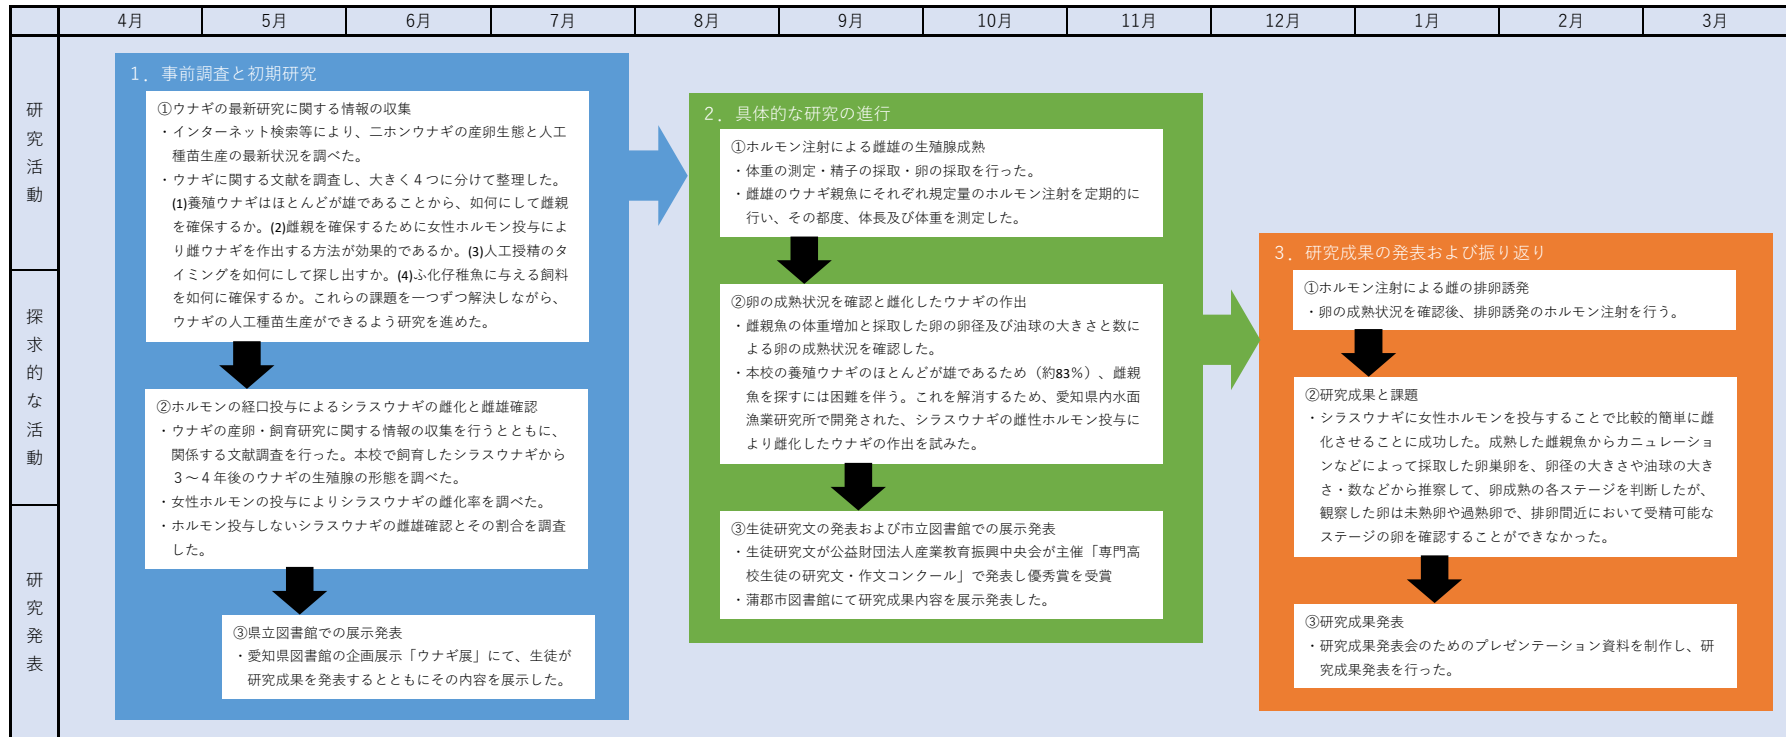 4月
5月
6月
7月
8月
9月
10月
11月
12月
1月
2月
3月
研究活動
探求的な活動
研究発表
1．事前調査と初期研究
①ウナギの最新研究に関する情報の収集
・インターネット検索等により、二ホンウナギの産卵生態と人工
種苗生産の最新状況を調べた。
・ウナギに関する文献を調査し、大きく４つに分けて整理した。
(1)養殖ウナギはほとんどが雄であることから、如何にして雌親
を確保するか。(2)雌親を確保するために女性ホルモン投与によ
り雌ウナギを作出する方法が効果的であるか。(3)人工授精のタ
イミングを如何にして探し出すか。(4)ふ化仔稚魚に与える飼料
を如何に確保するか。これらの課題を一つずつ解決しながら、
ウナギの人工種苗生産ができるよう研究を進めた。
②ホルモンの経口投与によるシラスウナギの雌化と雌雄確認
・ウナギの産卵・飼育研究に関する情報の収集を行うとともに、
関係する文献調査を行った。本校で飼育したシラスウナギから
３～４年後のウナギの生殖腺の形態を調べた。
・女性ホルモンの投与によりシラスウナギの雌化率を調べた。
・ホルモン投与しないシラスウナギの雌雄確認とその割合を調査
した。
③県立図書館での展示発表
・愛知県図書館の企画展示「ウナギ展」にて、生徒が
研究成果を発表するとともにその内容を展示した。
2．具体的な研究の進行
①ホルモン注射による雌雄の生殖腺成熟
・体重の測定・精子の採取・卵の採取を行った。
・雌雄のウナギ親魚にそれぞれ規定量のホルモン注射を定期的に
行い、その都度、体長及び体重を測定した。
②卵の成熟状況を確認と雌化したウナギの作出
・雌親魚の体重増加と採取した卵の卵径及び油球の大きさと数に
よる卵の成熟状況を確認した。
・本校の養殖ウナギのほとんどが雄であるため（約83％）、雌親
魚を探すには困難を伴う。これを解消するため、愛知県内水面
漁業研究所で開発された、シラスウナギの雌性ホルモン投与に
より雌化したウナギの作出を試みた。
③生徒研究文の発表および市立図書館での展示発表
・生徒研究文が公益財団法人産業教育振興中央会が主催「専門高
校生徒の研究文・作文コンクール」で発表し優秀賞を受賞
・蒲郡市図書館にて研究成果内容を展示発表した。
3．研究成果の発表および振り返り
①ホルモン注射による雌の排卵誘発
・卵の成熟状況を確認後、排卵誘発のホルモン注射を行う。
②研究成果と課題
・シラスウナギに女性ホルモンを投与することで比較的簡単に雌
化させることに成功した。成熟した雌親魚からカニュレーショ
ンなどによって採取した卵巣卵を、卵径の大きさや油球の大き
さ・数などから推察して、卵成熟の各ステージを判断したが、
観察した卵は未熟卵や過熟卵で、排卵間近において受精可能な
ステージの卵を確認することができなかった。
③研究成果発表
・研究成果発表会のためのプレゼンテーション資料を制作し、研
究成果発表を行った。